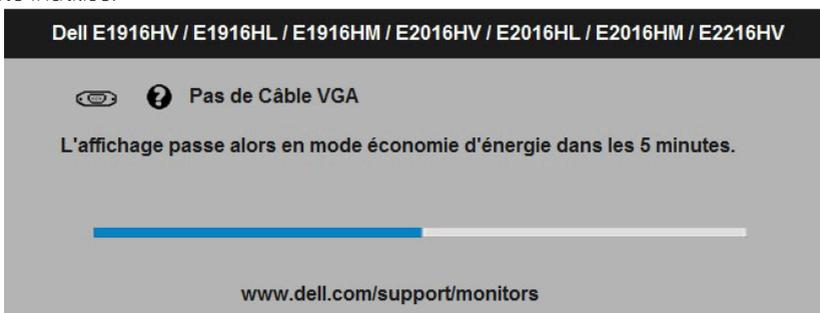 Dell E1916HV / E1916HL / E1916HM / E2016HV / E2016HL / E2016HM / E2216HV
Pas de Câble VGA
L'affichage passe alors en mode économie d'énergie dans les 5 minutes.
www.dell.com/support/monitors